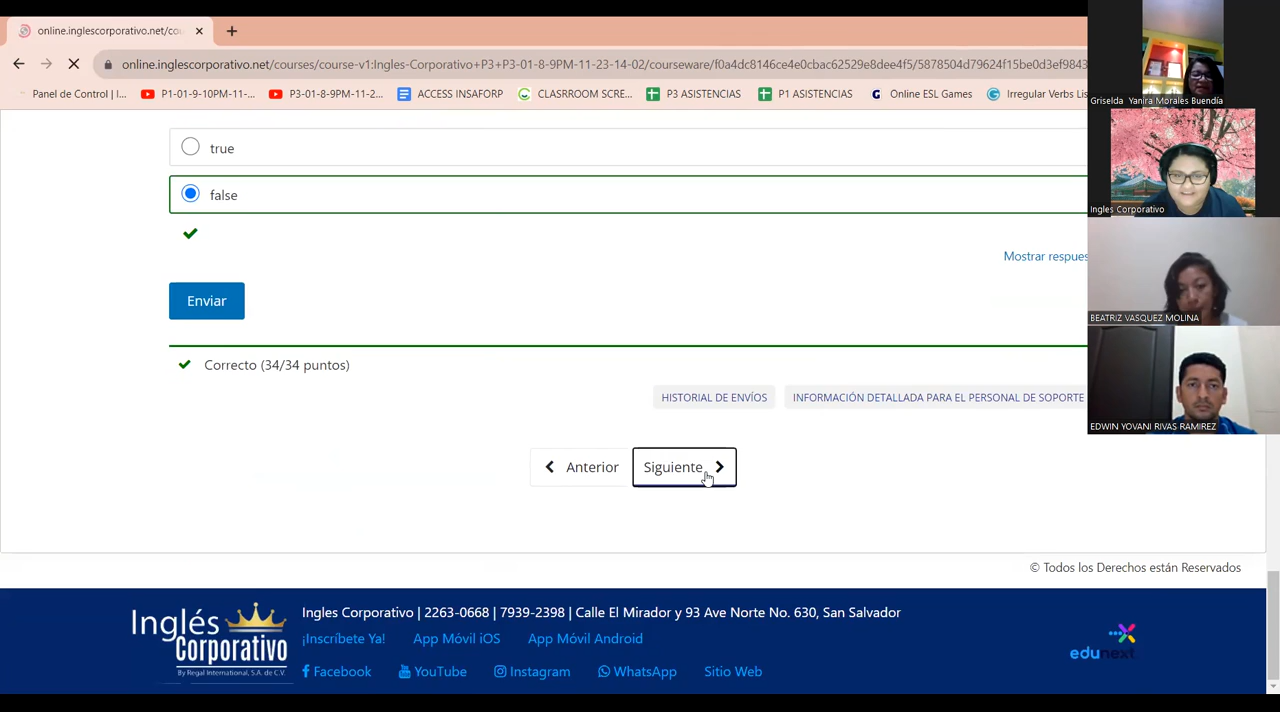 online.inglescorporativo.net/cou
online.inglescorporativo.net/courses/course-v1:Ingles-Corporativo+P3+P3-01-8-9PM-11-23-14-02/courseware/f0a4dc8146ce4e0cbac62529e8dee4f5/5878504d79624f15be0d3ef9843
Panel de Control | I...
P1-01-9-10PM-11-...
P3-01-8-9PM-11-2...
ACCESS
CLASRROOM SCRE...
P3 ASISTENCIAS
P1 ASISTENCIAS
Online ESL Games
Irregular Verbs Lis
Griselda Yanira Morales Buendía
true
false
Ingles Corporativo
Mostrar respues
Enviar
BEATRIZ VASQUEZ MOLINA
Correcto (34/34 puntos)
HISTORIAL DE ENVÍOS
INFORMACIÓN DETALLADA PARA EL PERSONAL DE SOPORTE
EDWIN YOVANI RIVAS RAMIREZ
Anterior
Siguiente
© Todos los Derechos están Reservados
Inglés Corporativo
By Regal International, S.A. de C.V.
Ingles Corporativo | 2263-0668 | 7939-2398 | Calle El Mirador y 93 Ave Norte No. 630, San Salvador
¡Inscríbete Ya! App Móvil iOS App Móvil Android
Facebook YouTube Instagram WhatsApp Sitio Web
edunext